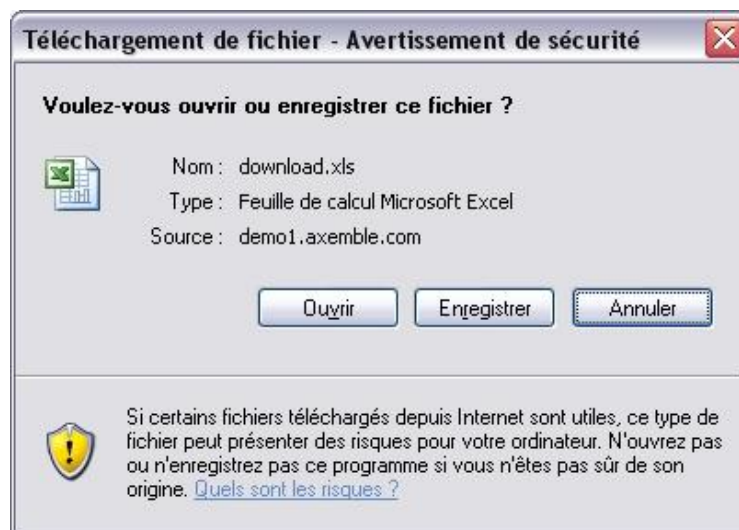 Téléchargement de fichier - Avertissement de sécurité
Voulez-vous ouvrir ou enregistrer ce fichier ?
Nom : download.xls
Type : Feuille de calcul Microsoft Excel
Source : demo1.axemble.com
Ouvrir Enregistrer Annuler
Si certains fichiers téléchargés depuis Internet sont utiles, ce type de
fichier peut présenter des risques pour votre ordinateur. N'ouvrez pas
ou n'enregistrez pas ce programme si vous n'êtes pas sûr de son
origine. Quels sont les risques ?